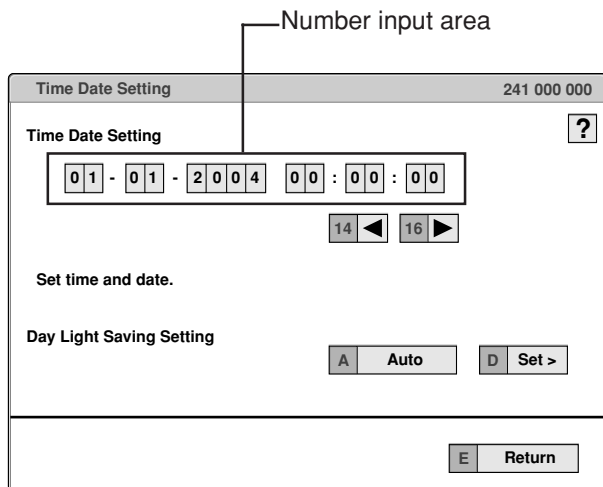 Number input area
Time Date Setting 241 000 000
Time Date Setting ?
01 - 01 - 2004 00 : 00 : 00
14 ◀ 16 ▶
Set time and date.
Day Light Saving Setting
A Auto D Set >
E Return